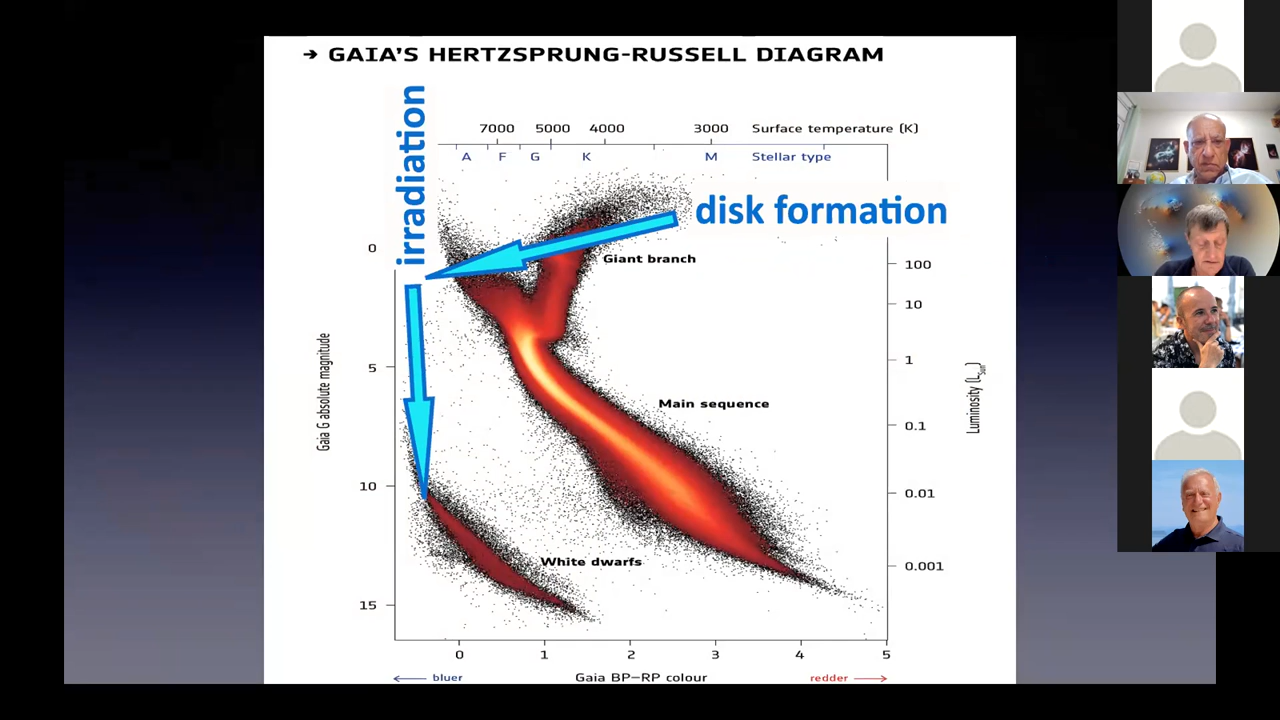 → GAIA'S HERTZSPRUNG-RUSSELL DIAGRAM
irradiation
7000 5000 4000 3000 Surface temperature (K)
A F G K M Stellar type
disk formation
Giant branch
Main sequence
White dwarfs
Gaia G absolute magnitude
0
5
10
15
100
10
1
0.1
0.01
0.001
Luminosity (LSun)
0 1 2 3 4 5
bluer Gaia BP–RP colour redder